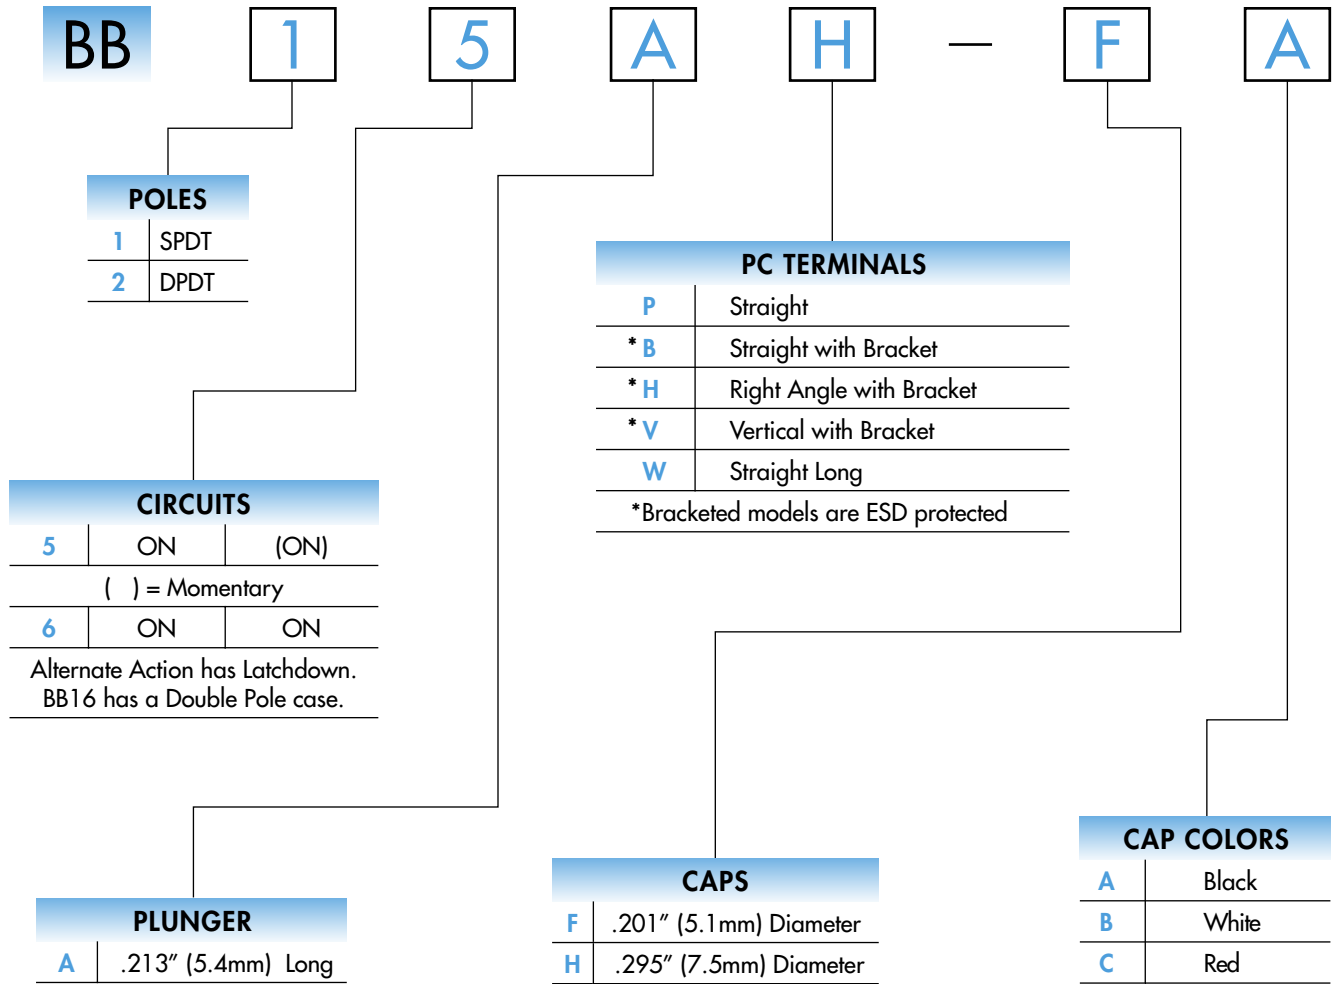 BB 1 5 A H — F A
POLES
1 SPDT
2 DPDT
PC TERMINALS
P Straight
* B Straight with Bracket
* H Right Angle with Bracket
* V Vertical with Bracket
W Straight Long
*Bracketed models are ESD protected
CIRCUITS
5 ON (ON)
( ) = Momentary
6 ON ON
Alternate Action has Latchdown.
BB16 has a Double Pole case.
PLUNGER
A .213" (5.4mm) Long
CAPS
F .201" (5.1mm) Diameter
H .295" (7.5mm) Diameter
CAP COLORS
A Black
B White
C Red